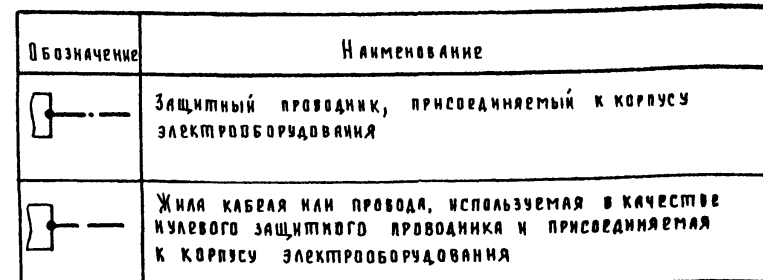 Обозначение
Наименование
Защитный проводник, присоединяемый к корпусу
электрооборудования
Жила кабеля или провода, используемая в качестве
нулевого защитного проводника и присоединяемая
к корпусу электрооборудования